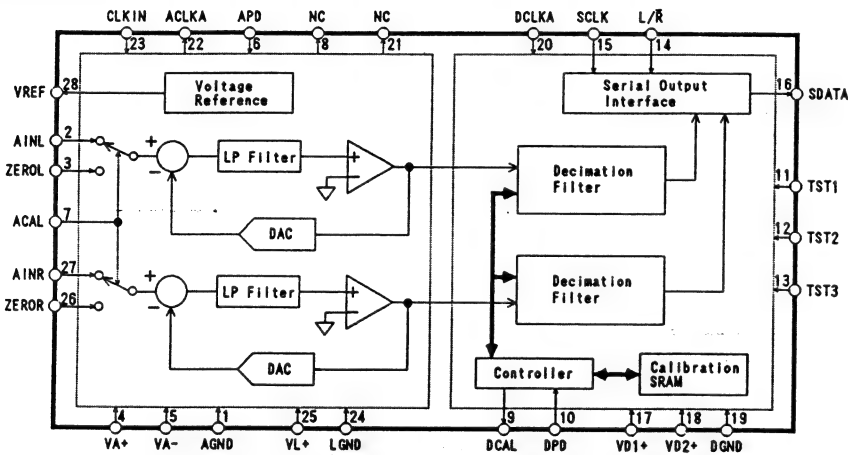 CLKIN ACLKA APD NC NC DCLKA SCLK L/R̄
23 22 6 8 21 20 15 14
VREF 28 Voltage Reference
Serial Output Interface 16 SDATA
AINL 2
+
−
LP Filter
+
−
ZEROL 3
Decimation Filter
11 TST1
ACAL 7
DAC
12 TST2
AINR 27
+
−
LP Filter
+
−
ZEROR 26
Decimation Filter
13 TST3
DAC
Controller
Calibration SRAM
4 5 1 25 24 9 10 17 18 19
VA+ VA- AGND VL+ LGND DCAL DPD VD1+ VD2+ DGND